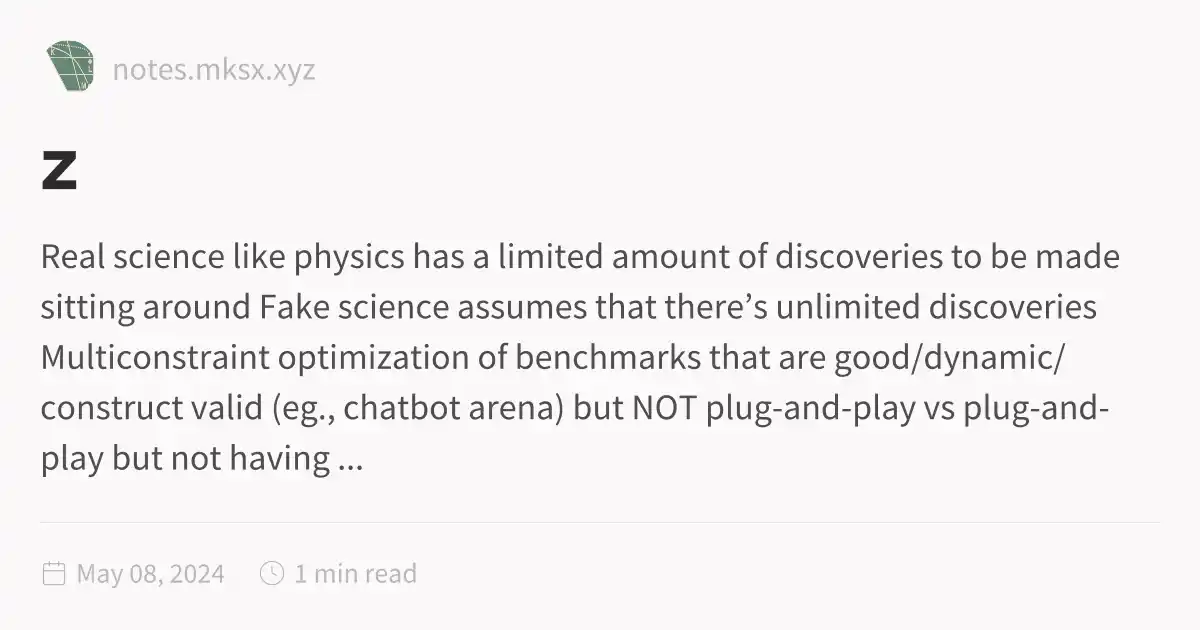 notes.mksx.xyz
z
Real science like physics has a limited amount of discoveries to be made
sitting around Fake science assumes that there’s unlimited discoveries
Multiconstraint optimization of benchmarks that are good/dynamic/
construct valid (eg., chatbot arena) but NOT plug-and-play vs plug-and-
play but not having ...
May 08, 2024
1 min read